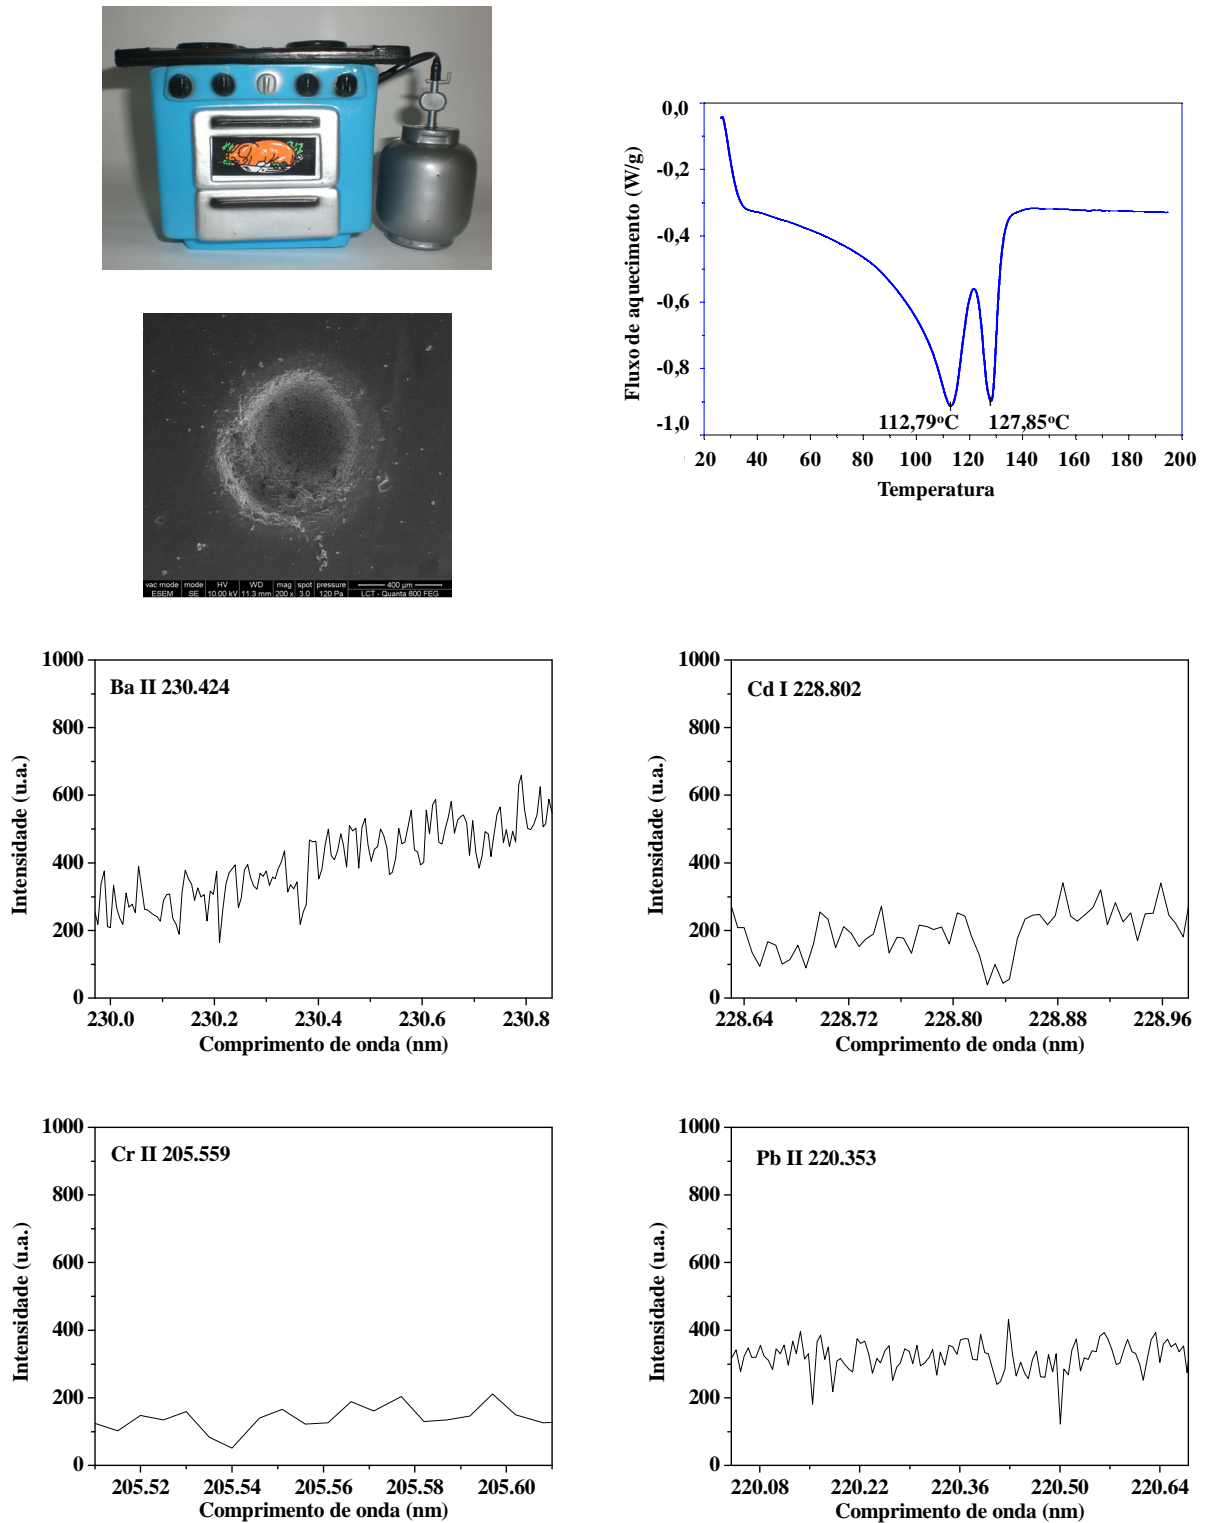 0,0
-0,2
-0,4
-0,6
-0,8
-1,0
Fluxo de aquecimento (W/g)
112,79°C
127,85°C
20 40 60 80 100 120 140 160 180 200
Temperatura
vac mode mode HV WD mag spot pressure 400 µm
ESEM SE 10.00 kV 11.3 mm 200 x 3.0 120 Pa LCT - Quanta 600 FEG
Ba II 230.424
1000
800
600
400
200
0
Intensidade (u.a.)
230.0 230.2 230.4 230.6 230.8
Comprimento de onda (nm)
Cd I 228.802
1000
800
600
400
200
0
Intensidade (u.a.)
228.64 228.72 228.80 228.88 228.96
Comprimento de onda (nm)
Cr II 205.559
1000
800
600
400
200
0
Intensidade (u.a.)
205.52 205.54 205.56 205.58 205.60
Comprimento de onda (nm)
Pb II 220.353
1000
800
600
400
200
0
Intensidade (u.a.)
220.08 220.22 220.36 220.50 220.64
Comprimento de onda (nm)